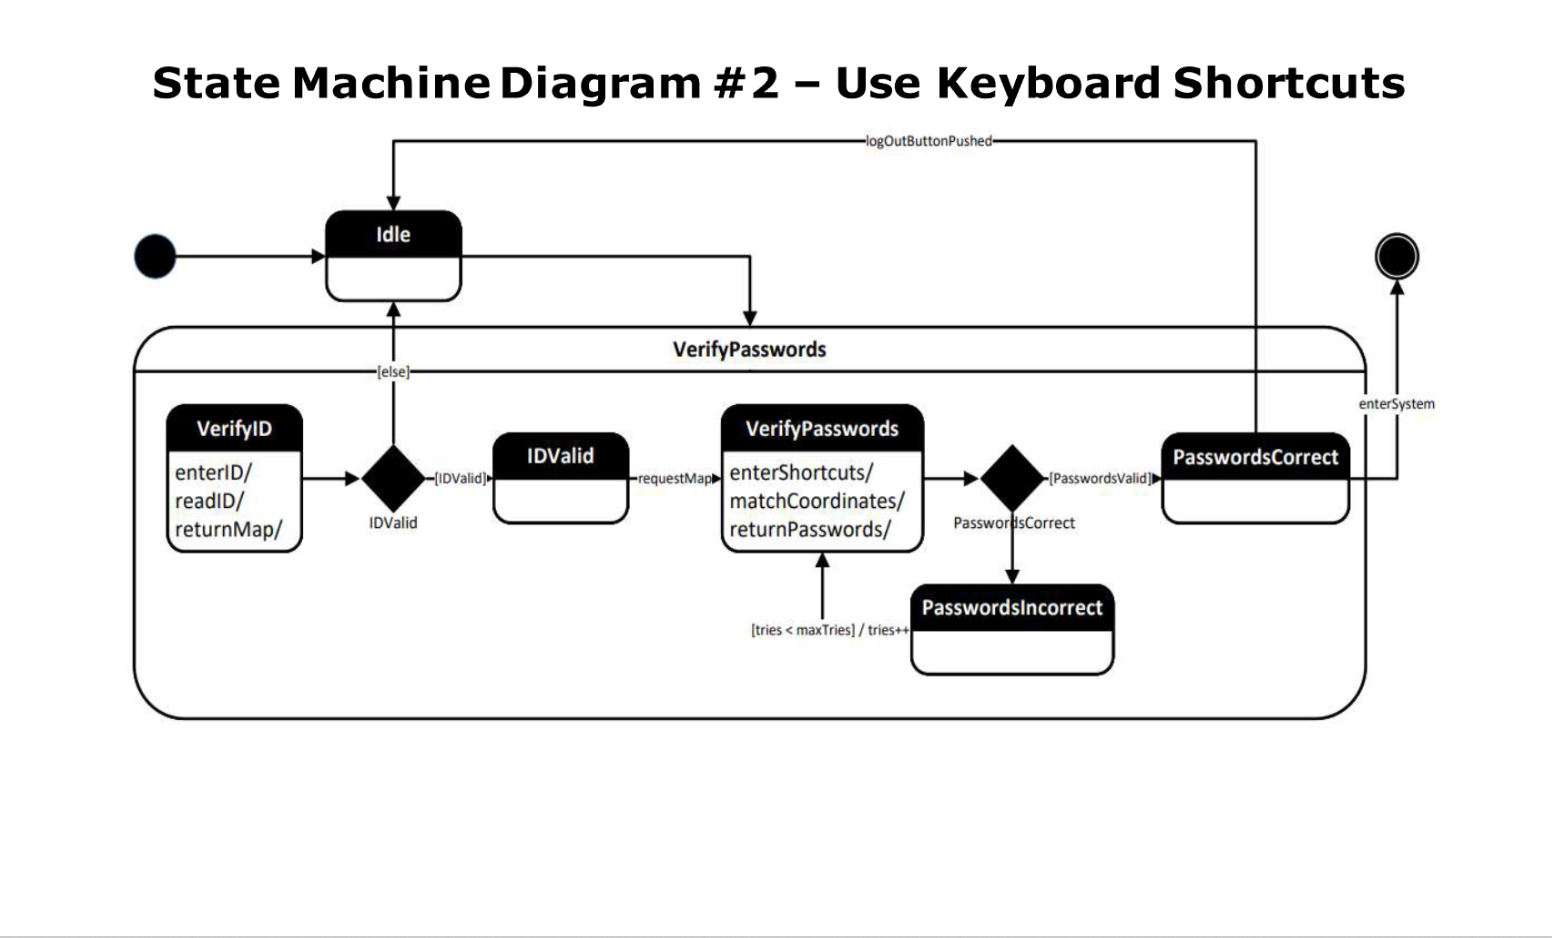 State Machine Diagram #2 – Use Keyboard Shortcuts
logOutButtonPushed
Idle
VerifyPasswords
[else]
enterSystem
VerifyID
enterID/
readID/
returnMap/
IDValid
[IDValid]
IDValid
requestMap
VerifyPasswords
enterShortcuts/
matchCoordinates/
returnPasswords/
PasswordsCorrect
[PasswordsValid]
PasswordsCorrect
PasswordsIncorrect
[tries < maxTries] / tries++